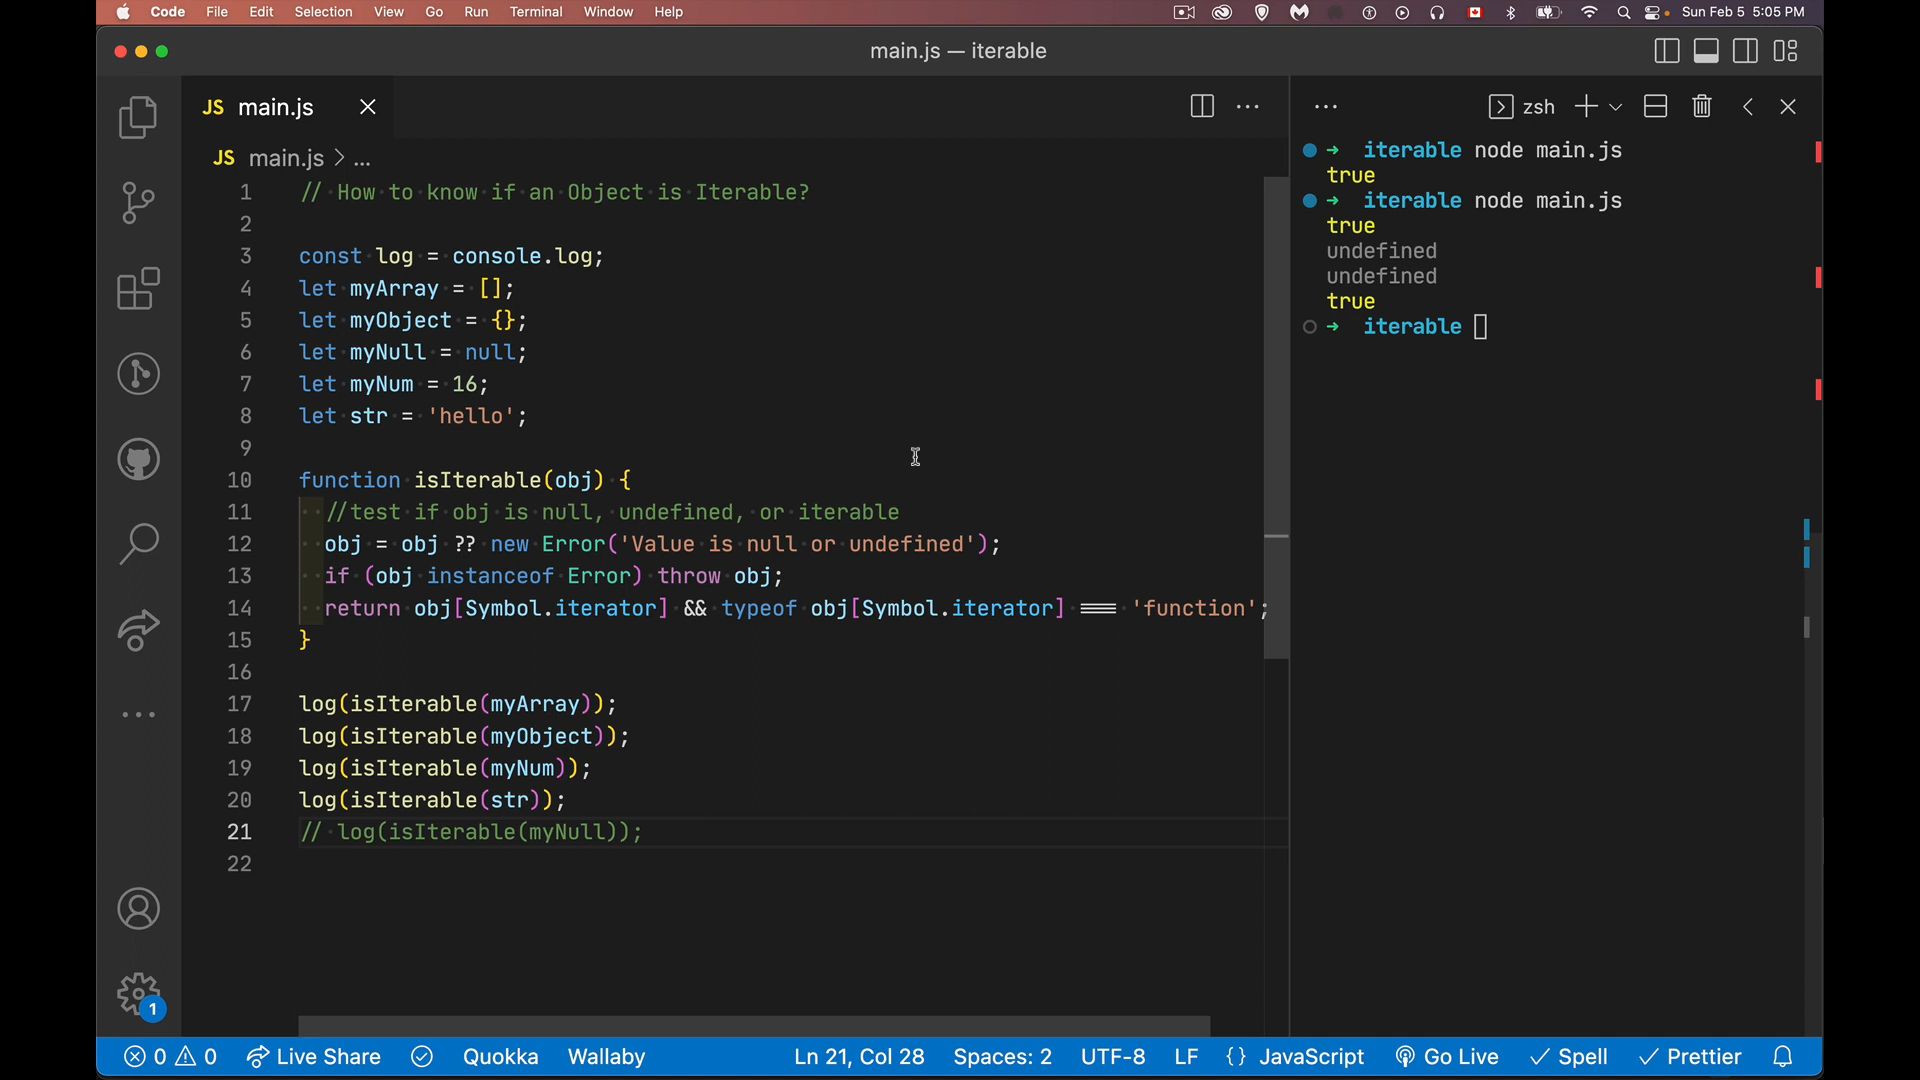 Code File Edit Selection View Go Run Terminal Window Help Sun Feb 5 5:05 PM
main.js — iterable
JS main.js
JS main.js > ...
1 // How to know if an Object is Iterable?
2
3 const log = console.log;
4 let myArray = [];
5 let myObject = {};
6 let myNull = null;
7 let myNum = 16;
8 let str = 'hello';
9
10 function isIterable(obj) {
11 //test if obj is null, undefined, or iterable
12 obj = obj ?? new Error('Value is null or undefined');
13 if (obj instanceof Error) throw obj;
14 return obj[Symbol.iterator] && typeof obj[Symbol.iterator] === 'function';
15 }
16
17 log(isIterable(myArray));
18 log(isIterable(myObject));
19 log(isIterable(myNum));
20 log(isIterable(str));
21 // log(isIterable(myNull));
22
zsh
➜ iterable node main.js
true
➜ iterable node main.js
true
undefined
undefined
true
➜ iterable
1
0 0 Live Share Quokka Wallaby Ln 21, Col 28 Spaces: 2 UTF-8 LF {} JavaScript Go Live Spell Prettier